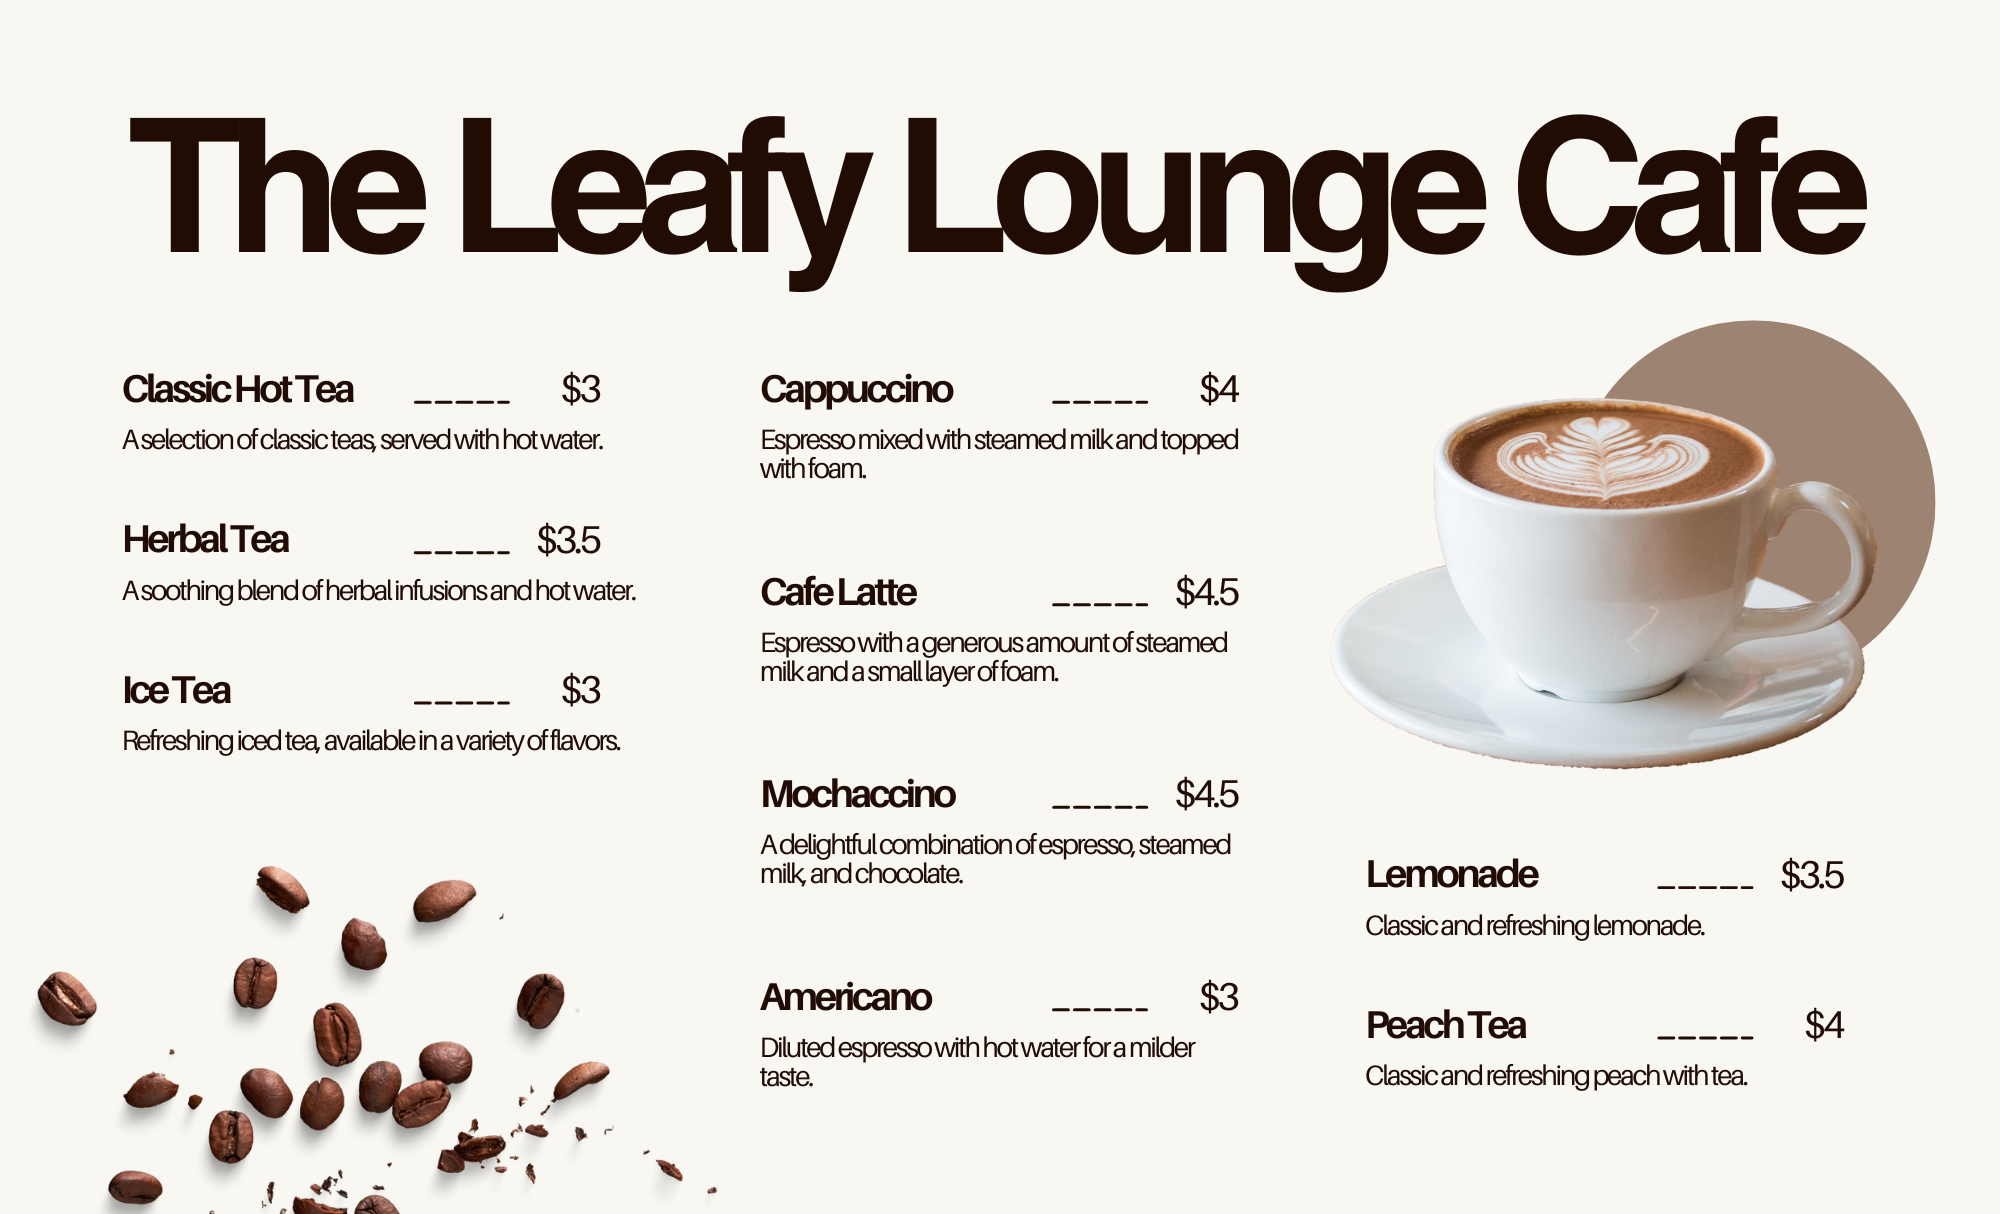 The Leafy Lounge Cafe
Classic Hot Tea _____ $3
A selection of classic teas, served with hot water.
Herbal Tea _____ $3.5
A soothing blend of herbal infusions and hot water.
Ice Tea _____ $3
Refreshing iced tea, available in a variety of flavors.
Cappuccino _____ $4
Espresso mixed with steamed milk and topped
with foam.
Cafe Latte _____ $4.5
Espresso with a generous amount of steamed
milk and a small layer of foam.
Mochaccino _____ $4.5
A delightful combination of espresso, steamed
milk, and chocolate.
Americano _____ $3
Diluted espresso with hot water for a milder
taste.
Lemonade _____ $3.5
Classic and refreshing lemonade.
Peach Tea _____ $4
Classic and refreshing peach with tea.